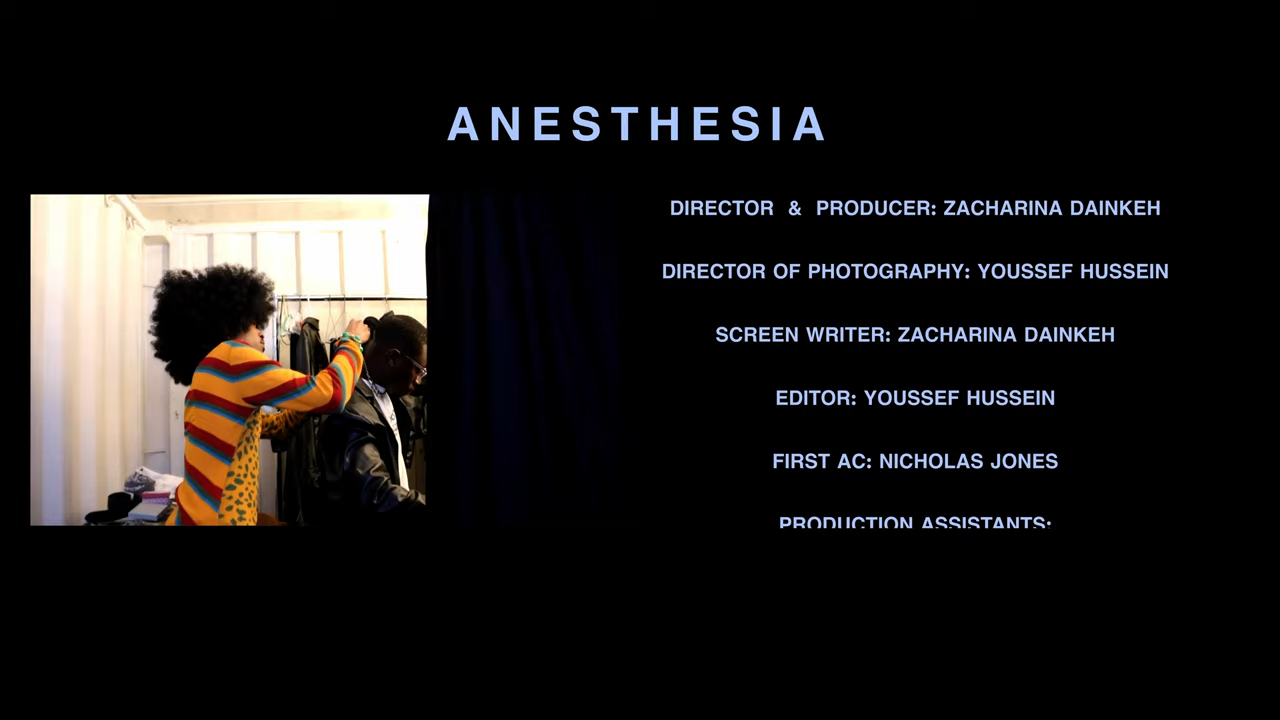 ANESTHESIA
DIRECTOR & PRODUCER: ZACHARINA DAINKEH
DIRECTOR OF PHOTOGRAPHY: YOUSSEF HUSSEIN
SCREEN WRITER: ZACHARINA DAINKEH
EDITOR: YOUSSEF HUSSEIN
FIRST AC: NICHOLAS JONES
PRODUCTION ASSISTANTS: